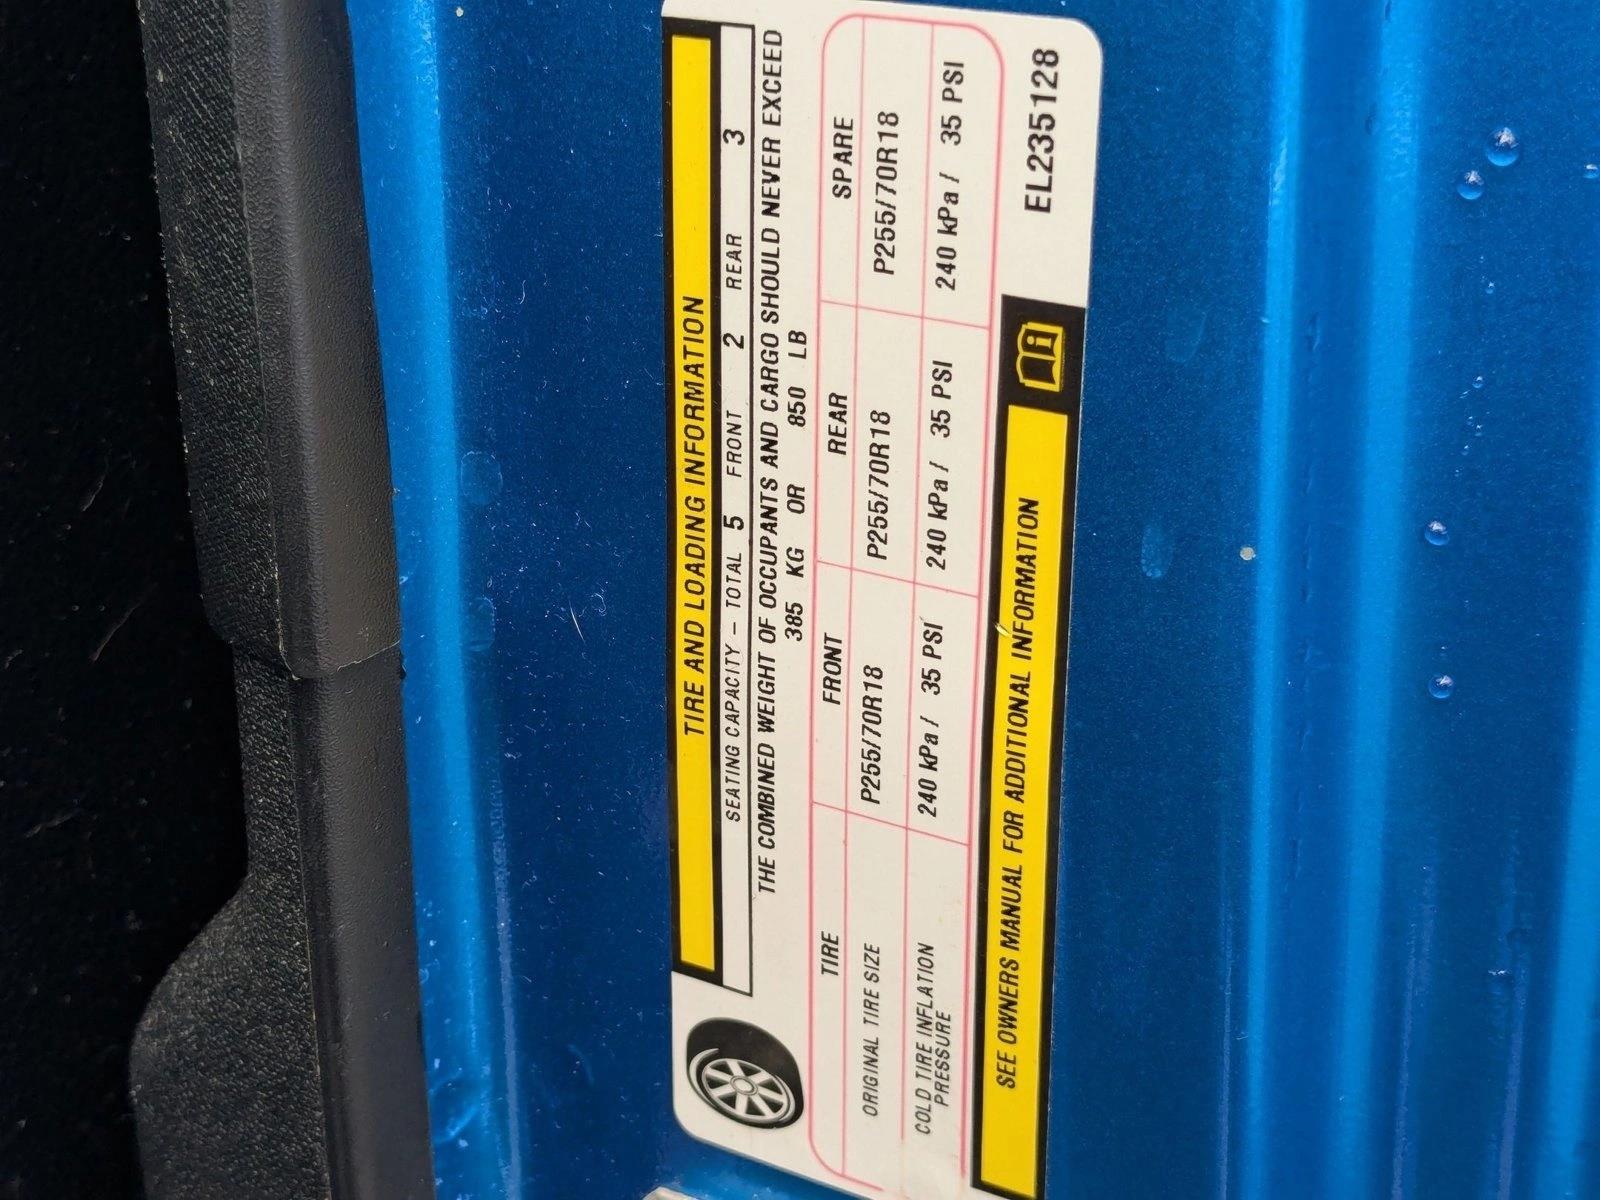 TIRE AND LOADING INFORMATION
SEATING CAPACITY - TOTAL 5 FRONT 2 REAR 3
THE COMBINED WEIGHT OF OCCUPANTS AND CARGO SHOULD NEVER EXCEED
385 KG OR 850 LB
TIRE FRONT REAR SPARE
ORIGINAL TIRE SIZE P255/70R18 P255/70R18 P255/70R18
COLD TIRE INFLATION PRESSURE 240 kPa / 35 PSI 240 kPa / 35 PSI 240 kPa / 35 PSI
SEE OWNERS MANUAL FOR ADDITIONAL INFORMATION
EL235128